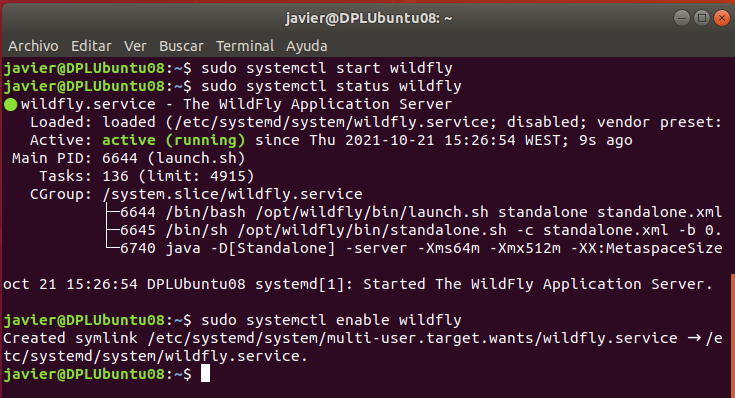 javier@DPLUbuntu08: ~
Archivo Editar Ver Buscar Terminal Ayuda
javier@DPLUbuntu08:~$ sudo systemctl start wildfly
javier@DPLUbuntu08:~$ sudo systemctl status wildfly
● wildfly.service - The WildFly Application Server
   Loaded: loaded (/etc/systemd/system/wildfly.service; disabled; vendor preset:
   Active: active (running) since Thu 2021-10-21 15:26:54 WEST; 9s ago
 Main PID: 6644 (launch.sh)
    Tasks: 136 (limit: 4915)
   CGroup: /system.slice/wildfly.service
           ├─6644 /bin/bash /opt/wildfly/bin/launch.sh standalone standalone.xml
           ├─6645 /bin/sh /opt/wildfly/bin/standalone.sh -c standalone.xml -b 0.
           └─6740 java -D[Standalone] -server -Xms64m -Xmx512m -XX:MetaspaceSize
oct 21 15:26:54 DPLUbuntu08 systemd[1]: Started The WildFly Application Server.
javier@DPLUbuntu08:~$ sudo systemctl enable wildfly
Created symlink /etc/systemd/system/multi-user.target.wants/wildfly.service → /e
tc/systemd/system/wildfly.service.
javier@DPLUbuntu08:~$